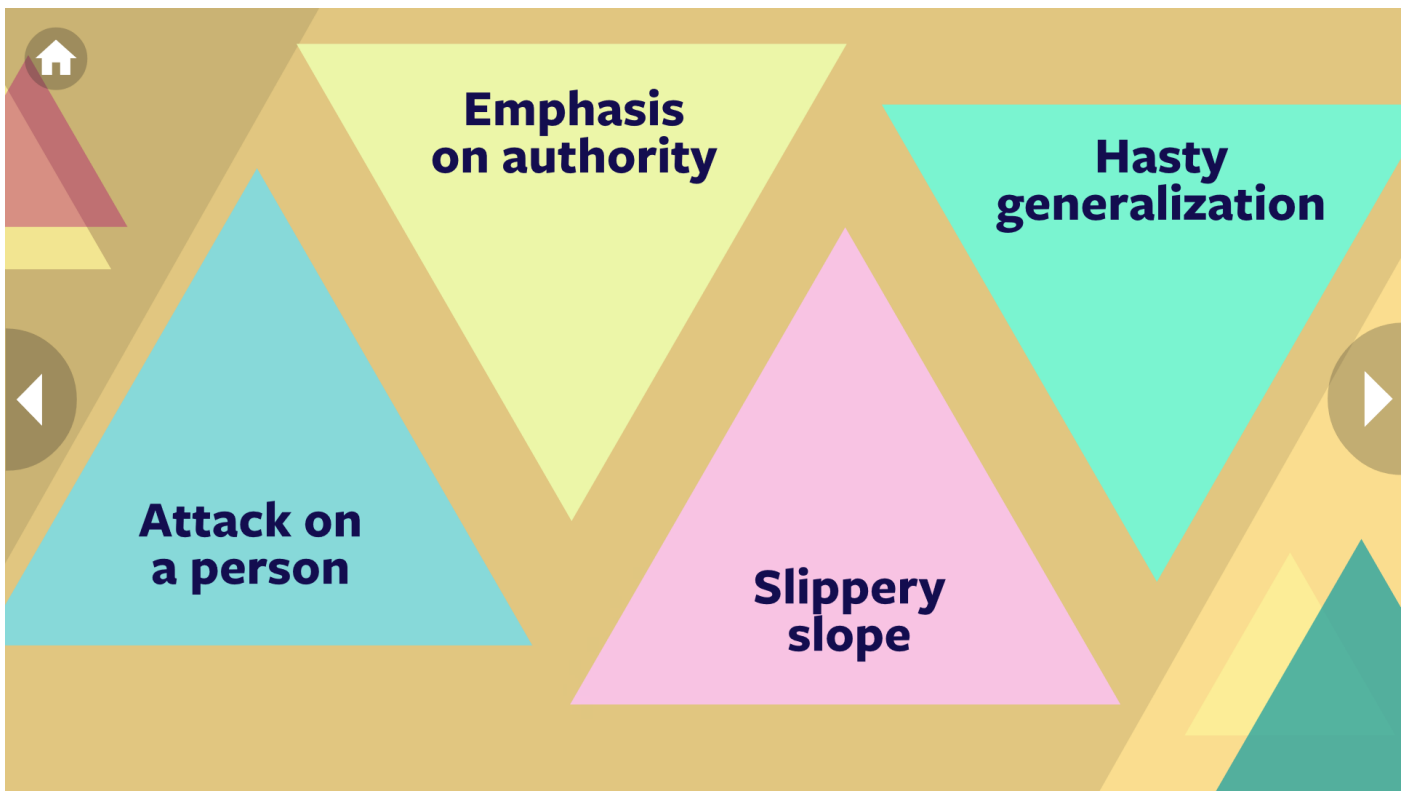 Emphasis
on authority
Hasty
generalization
Attack on
a person
Slippery
slope